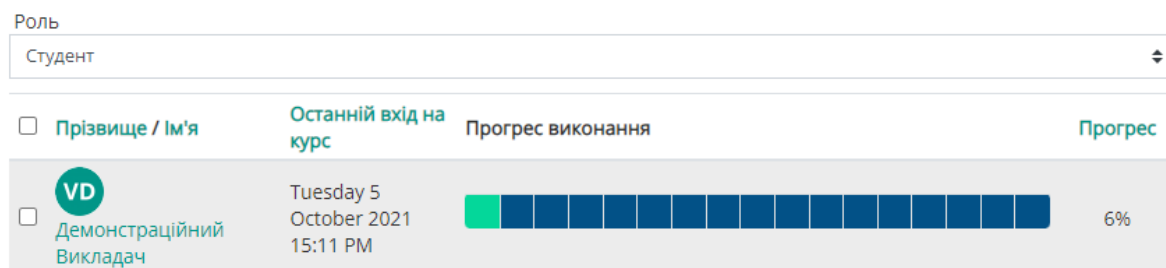 Роль
Студент
Прізвище / Ім'я
Останній вхід на
курс
Прогрес виконання
Прогрес
VD
Демонстраційний
Викладач
Tuesday 5
October 2021
15:11 PM
6%